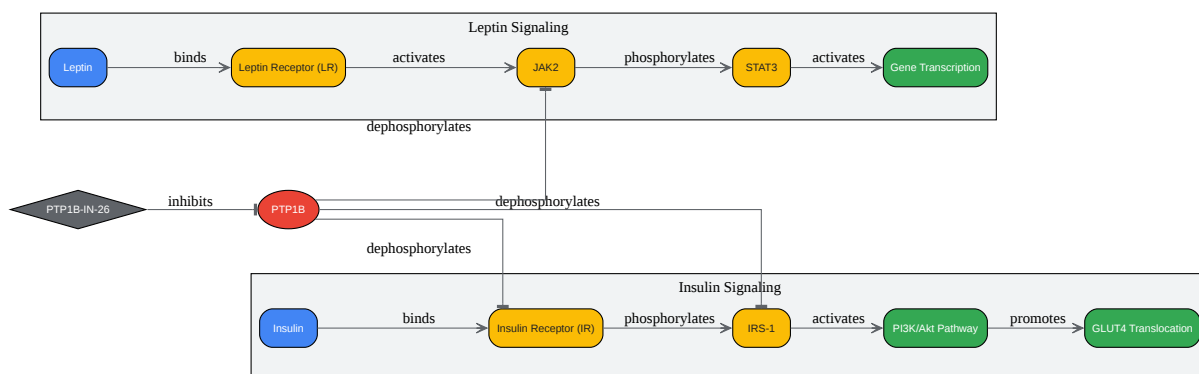 Leptin Signaling
Leptin
binds
Leptin Receptor (LR)
activates
JAK2
phosphorylates
STAT3
activates
Gene Transcription
dephosphorylates
PTP1B-IN-26
inhibits
PTP1B
dephosphorylates
dephosphorylates
Insulin Signaling
Insulin
binds
Insulin Receptor (IR)
phosphorylates
IRS-1
activates
PI3K/Akt Pathway
promotes
GLUT4 Translocation